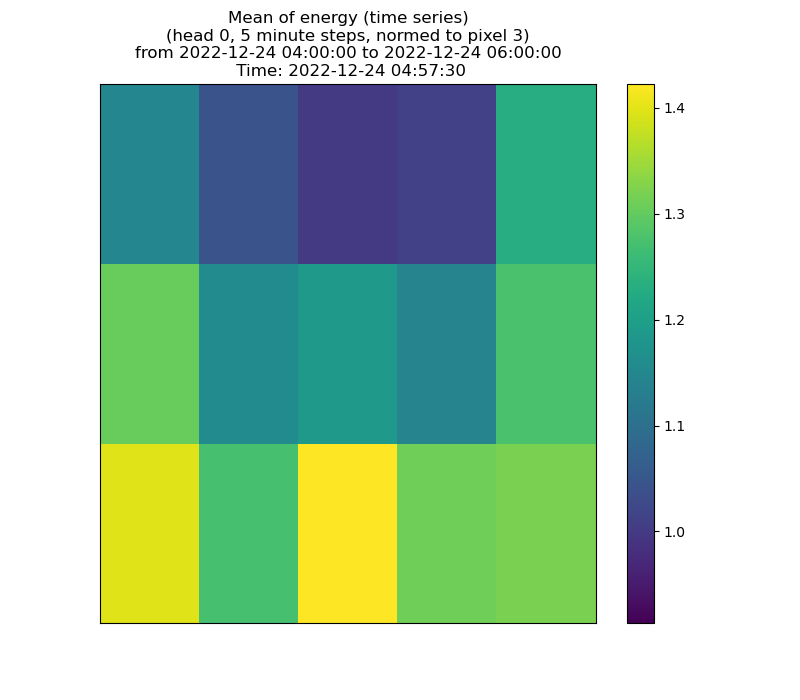 Mean of energy (time series)
(head 0, 5 minute steps, normed to pixel 3)
from 2022-12-24 04:00:00 to 2022-12-24 06:00:00
Time: 2022-12-24 04:57:30
1.4
1.3
1.2
1.1
1.0